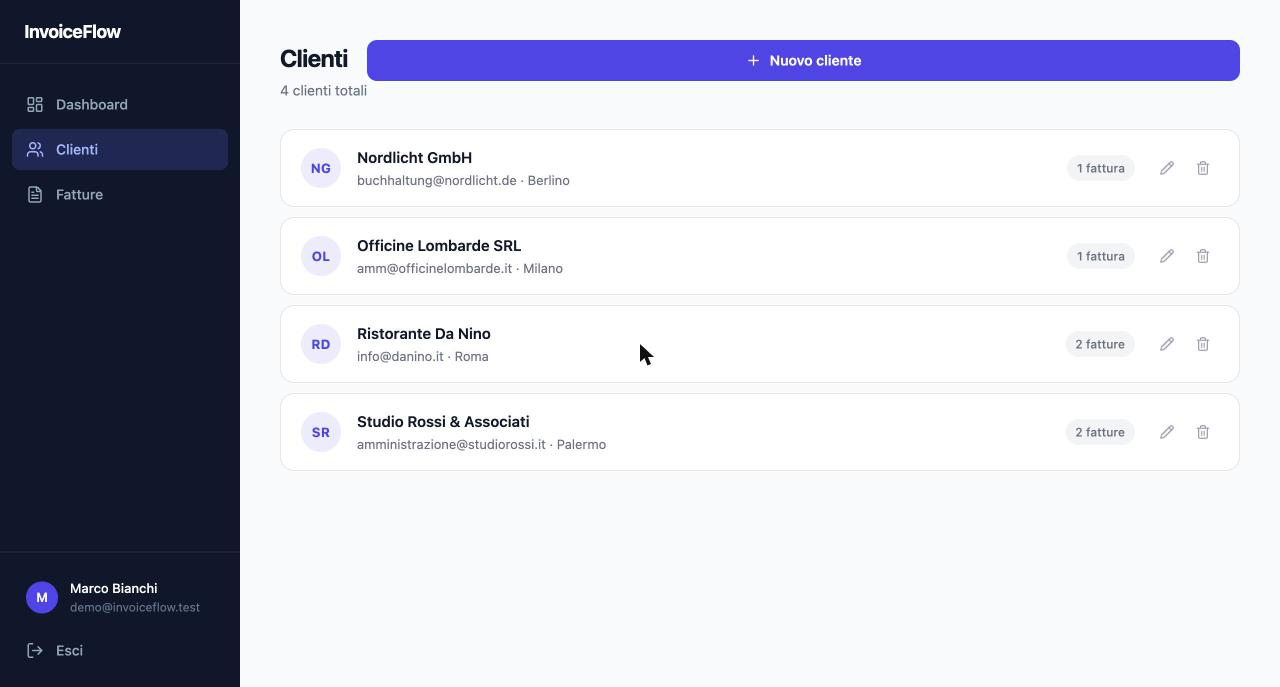 InvoiceFlow
Dashboard
Clienti
Fatture
Marco Bianchi
M
demo@invoiceflow.test
Esci
Clienti
Nuovo cliente
4 clienti totali
NG
Nordlicht GmbH
buchhaltung@nordlicht.de · Berlino
1 fattura
OL
Officine Lombarde SRL
amm@officinelombarde.it · Milano
1 fattura
RD
Ristorante Da Nino
info@danino.it · Roma
2 fatture
SR
Studio Rossi & Associati
amministrazione@studiorossi.it · Palermo
2 fatture